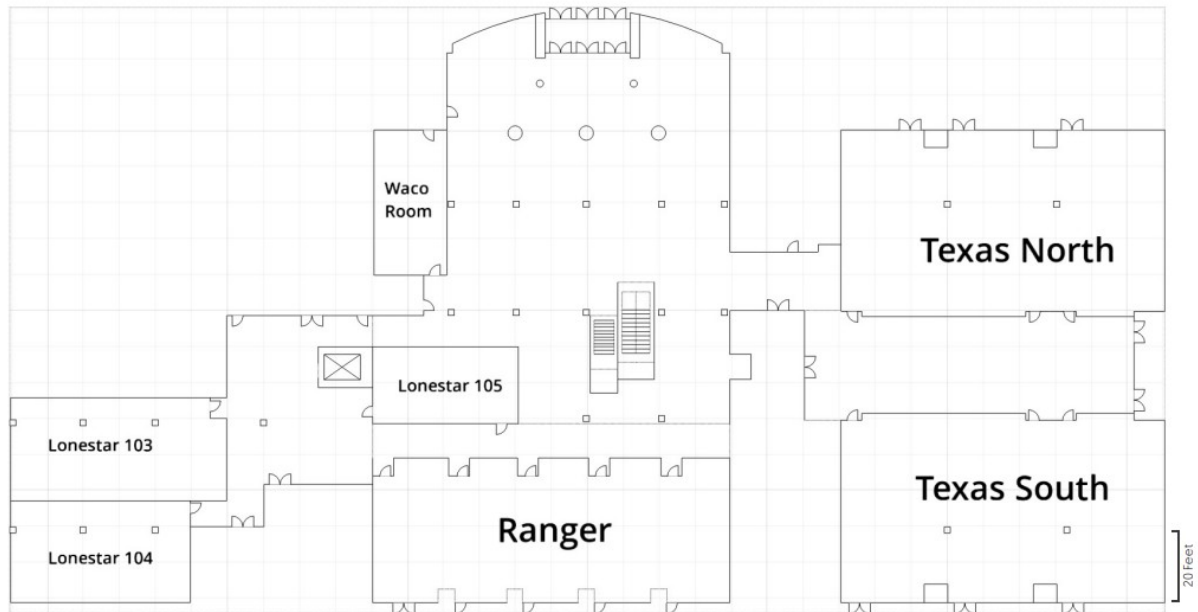 Waco
Room
Texas North
Lonestar 105
Lonestar 103
Texas South
Ranger
Lonestar 104
20 Feet